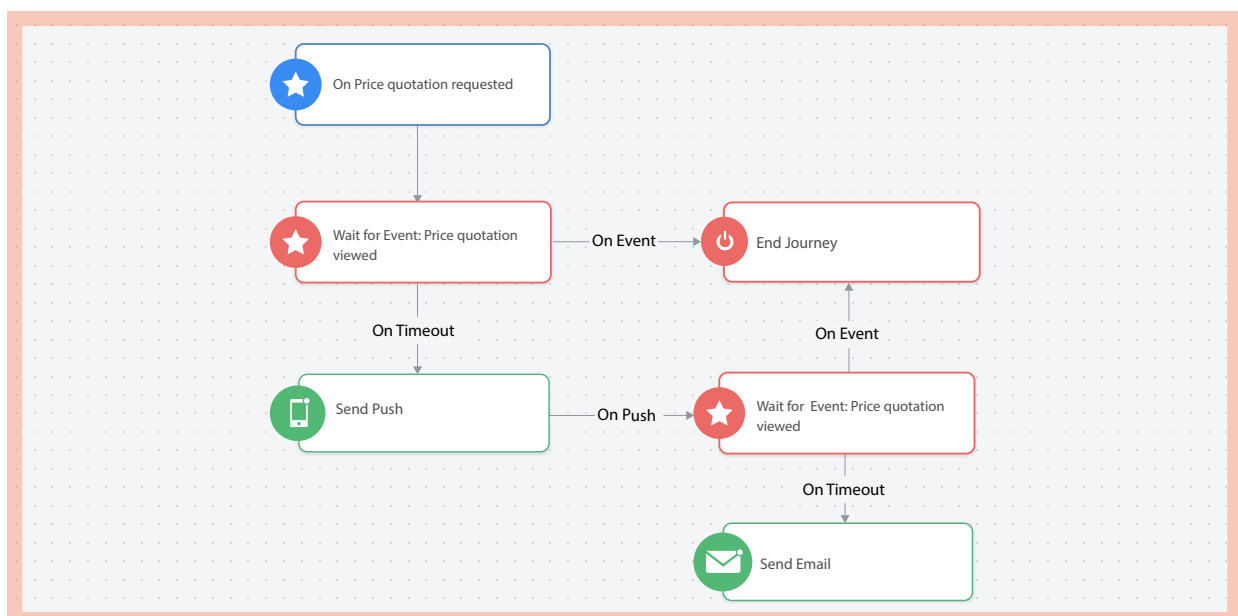 On Price quotation requested
Wait for Event: Price quotation
viewed
On Event
End Journey
On Timeout
On Event
Send Push
On Push
Wait for Event: Price quotation
viewed
On Timeout
Send Email